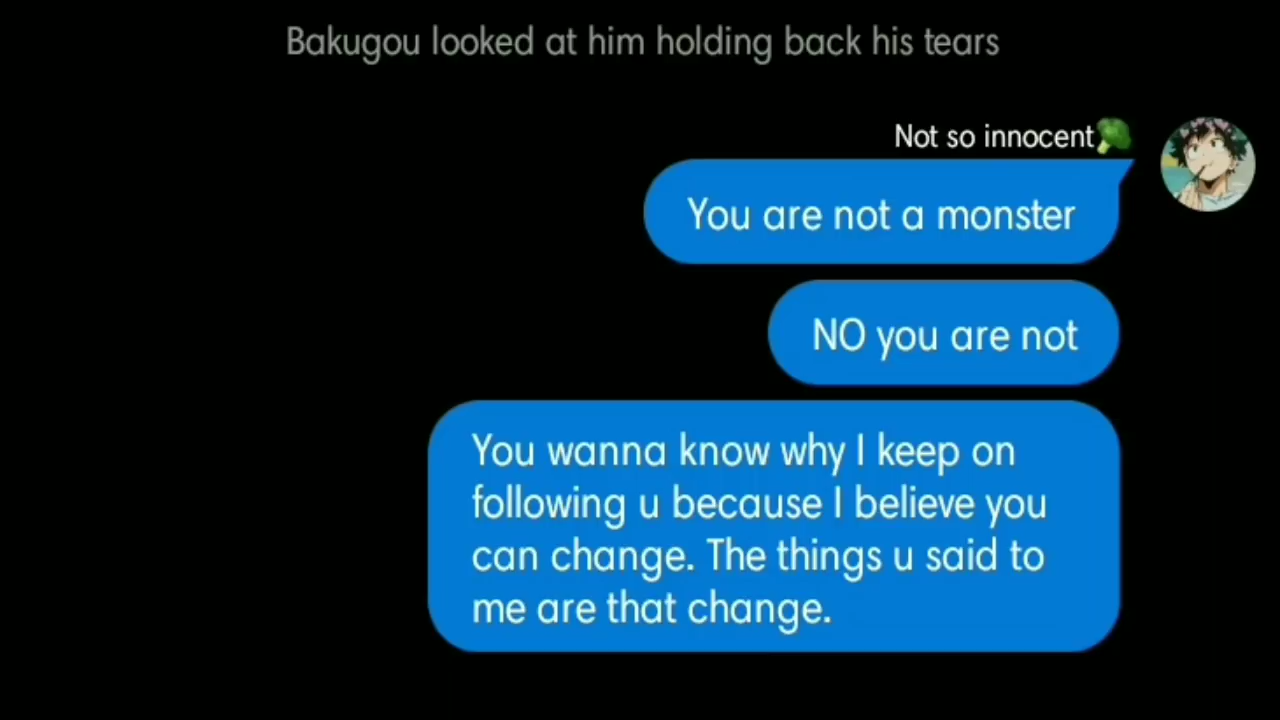 Bakugou looked at him holding back his tears
Not so innocent🥦
You are not a monster
NO you are not
You wanna know why I keep on
following u because I believe you
can change. The things u said to
me are that change.